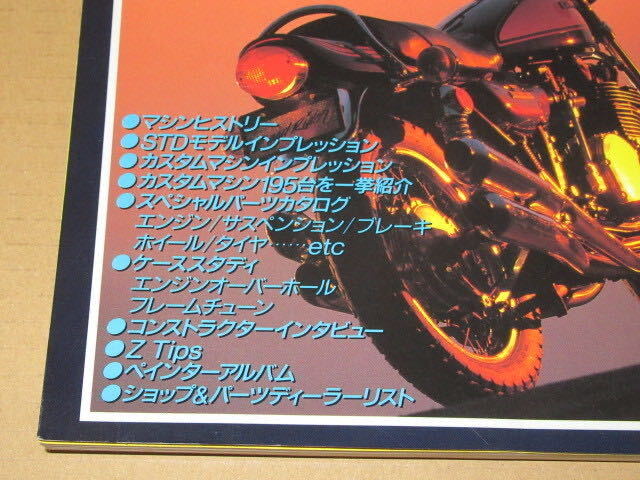 ●マシンヒストリー
●STDモデルインプレッション
●カスタムマシンインプレッション
●カスタムマシン195台を一挙紹介
●スペシャルパーツカタログ
エンジン/サスペンション/ブレーキ
ホイール/タイヤ……etc
●ケーススタディ
エンジンオーバーホール
フレームチューン
●コンストラクターインタビュー
●Z Tips
●ペインターアルバム
●ショップ&パーツディーラーリスト